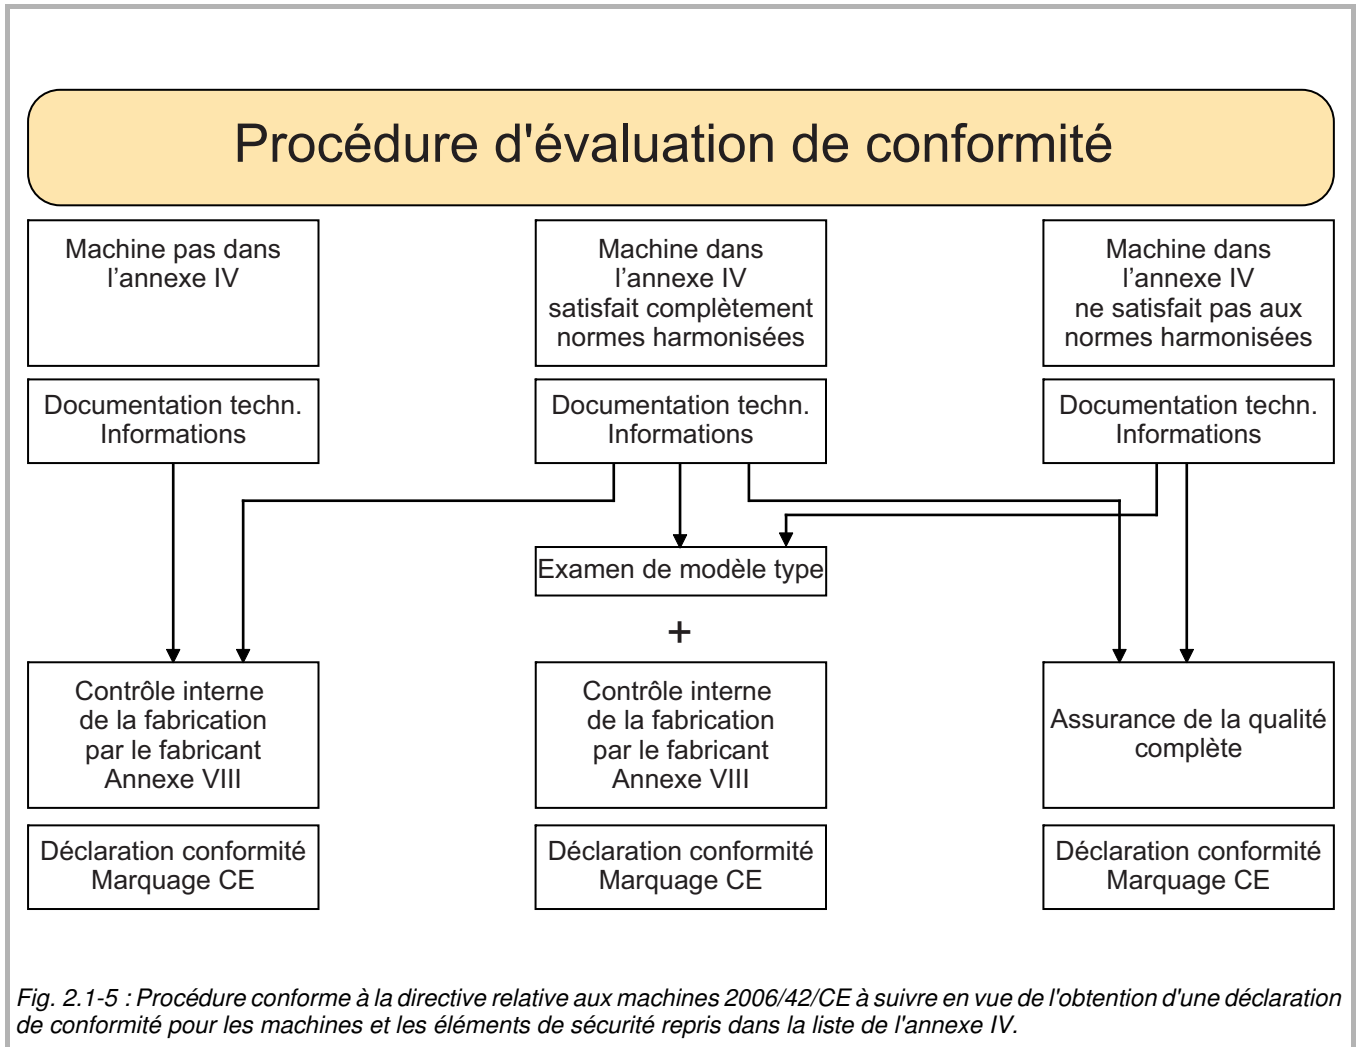 Procédure d'évaluation de conformité
Machine pas dans
l'annexe IV
Machine dans
l'annexe IV
satisfait complètement
normes harmonisées
Machine dans
l'annexe IV
ne satisfait pas aux
normes harmonisées
Documentation techn.
Informations
Documentation techn.
Informations
Documentation techn.
Informations
Examen de modèle type
+
Contrôle interne
de la fabrication
par le fabricant
Annexe VIII
Contrôle interne
de la fabrication
par le fabricant
Annexe VIII
Assurance de la qualité
complète
Déclaration conformité
Marquage CE
Déclaration conformité
Marquage CE
Déclaration conformité
Marquage CE
Fig. 2.1-5 : Procédure conforme à la directive relative aux machines 2006/42/CE à suivre en vue de l'obtention d'une déclaration
de conformité pour les machines et les éléments de sécurité repris dans la liste de l'annexe IV.